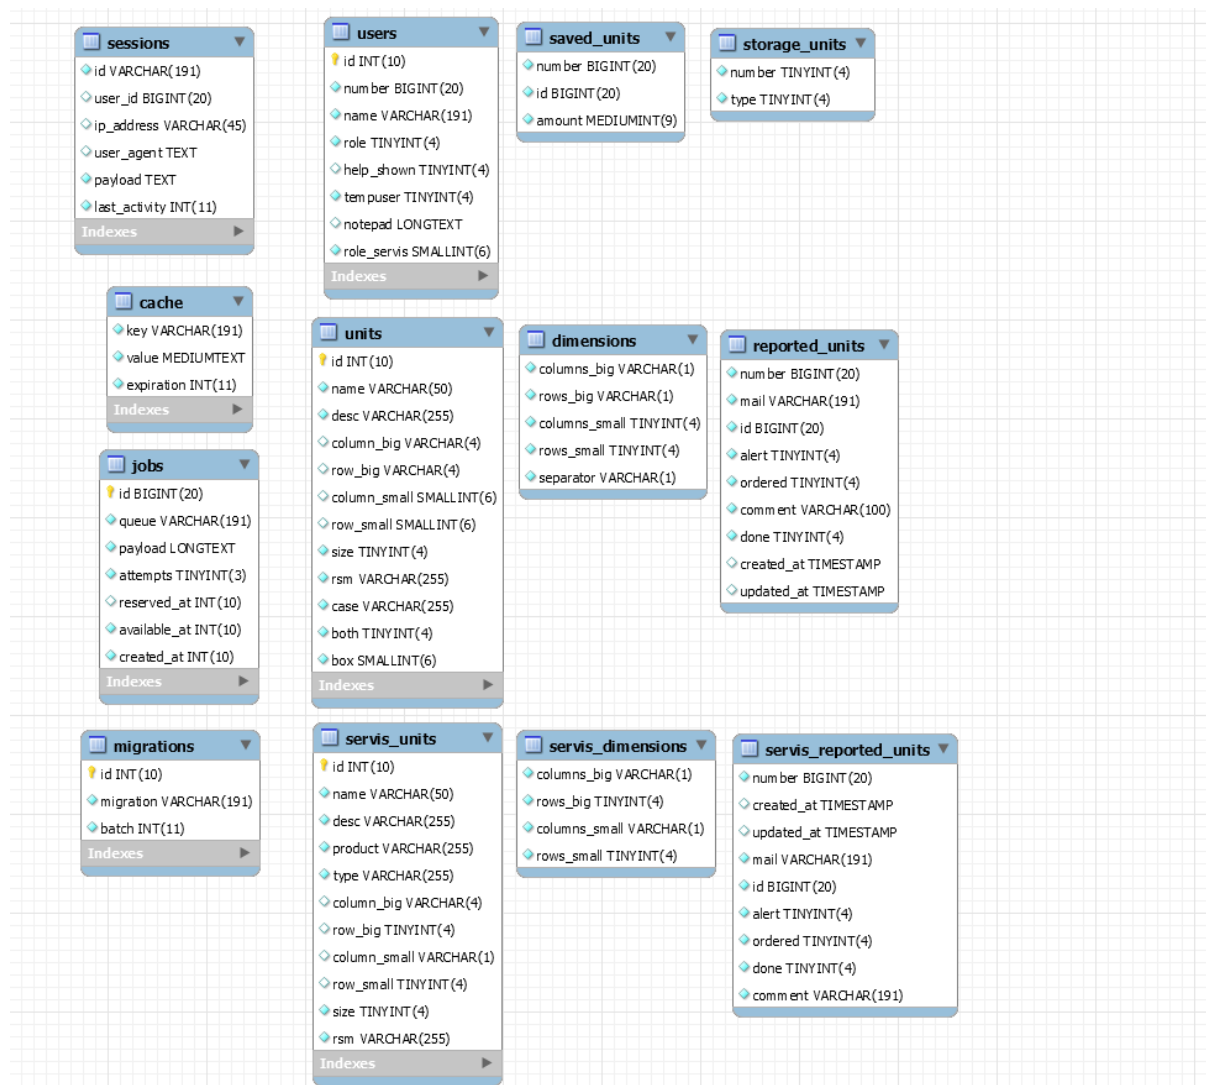 sessions
id VARCHAR(191)
user_id BIGINT(20)
ip_address VARCHAR(45)
user_agent TEXT
payload TEXT
last_activity INT(11)
Indexes
users
id INT(10)
number BIGINT(20)
name VARCHAR(191)
role TINYINT(4)
help_shown TINYINT(4)
tempuser TINYINT(4)
notepad LONGTEXT
role_servis SMALLINT(6)
Indexes
saved_units
number BIGINT(20)
id BIGINT(20)
amount MEDIUMINT(9)
storage_units
number TINYINT(4)
type TINYINT(4)
cache
key VARCHAR(191)
value MEDIUMTEXT
expiration INT(11)
Indexes
units
id INT(10)
name VARCHAR(50)
desc VARCHAR(255)
column_big VARCHAR(4)
row_big VARCHAR(4)
column_small SMALLINT(6)
row_small SMALLINT(6)
size TINYINT(4)
rsm VARCHAR(255)
case VARCHAR(255)
both TINYINT(4)
box SMALLINT(6)
Indexes
dimensions
columns_big VARCHAR(1)
rows_big VARCHAR(1)
columns_small TINYINT(4)
rows_small TINYINT(4)
separator VARCHAR(1)
reported_units
number BIGINT(20)
mail VARCHAR(191)
id BIGINT(20)
alert TINYINT(4)
ordered TINYINT(4)
comment VARCHAR(100)
done TINYINT(4)
created_at TIMESTAMP
updated_at TIMESTAMP
jobs
id BIGINT(20)
queue VARCHAR(191)
payload LONGTEXT
attempts TINYINT(3)
reserved_at INT(10)
available_at INT(10)
created_at INT(10)
Indexes
migrations
id INT(10)
migration VARCHAR(191)
batch INT(11)
Indexes
servis_units
id INT(10)
name VARCHAR(50)
desc VARCHAR(255)
product VARCHAR(255)
type VARCHAR(255)
column_big VARCHAR(4)
row_big TINYINT(4)
column_small VARCHAR(1)
row_small TINYINT(4)
size TINYINT(4)
rsm VARCHAR(255)
Indexes
servis_dimensions
columns_big VARCHAR(1)
rows_big TINYINT(4)
columns_small VARCHAR(1)
rows_small TINYINT(4)
servis_reported_units
number BIGINT(20)
created_at TIMESTAMP
updated_at TIMESTAMP
mail VARCHAR(191)
id BIGINT(20)
alert TINYINT(4)
ordered TINYINT(4)
done TINYINT(4)
comment VARCHAR(191)